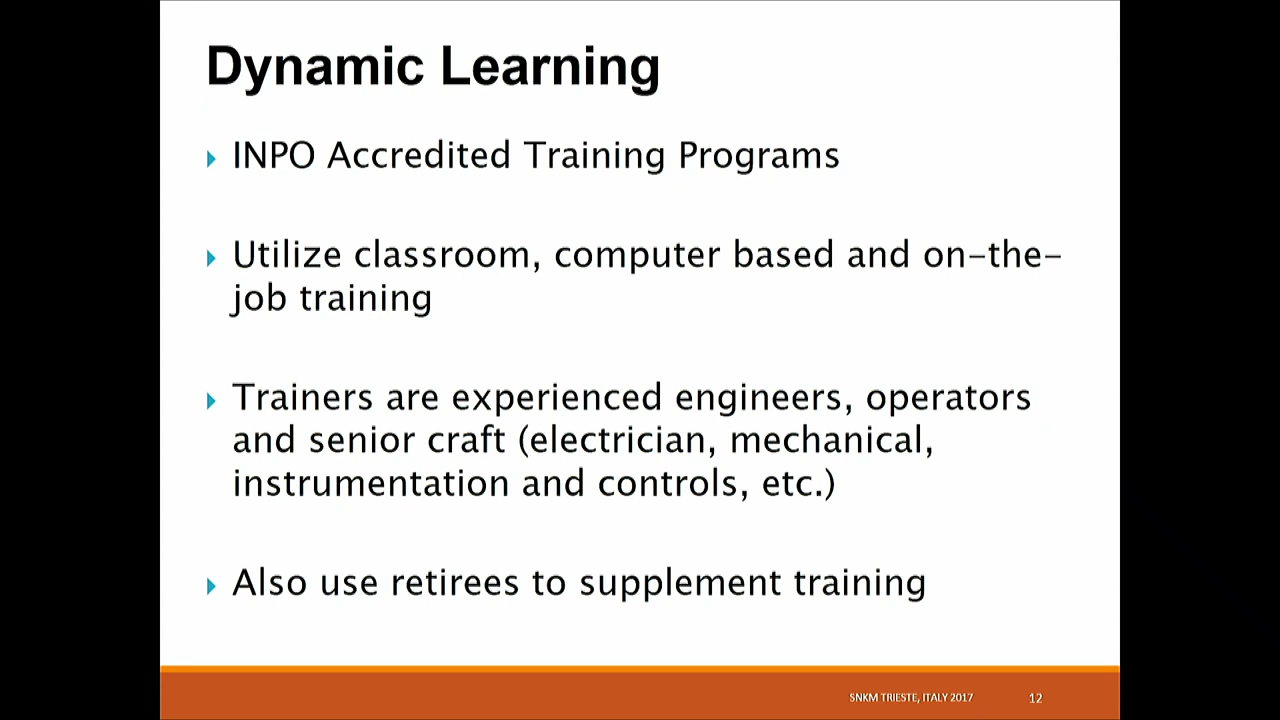 Dynamic Learning
INPO Accredited Training Programs
Utilize classroom, computer based and on-the-
job training
Trainers are experienced engineers, operators
and senior craft (electrician, mechanical,
instrumentation and controls, etc.)
Also use retirees to supplement training
SNKM TRIESTE, ITALY 2017
12